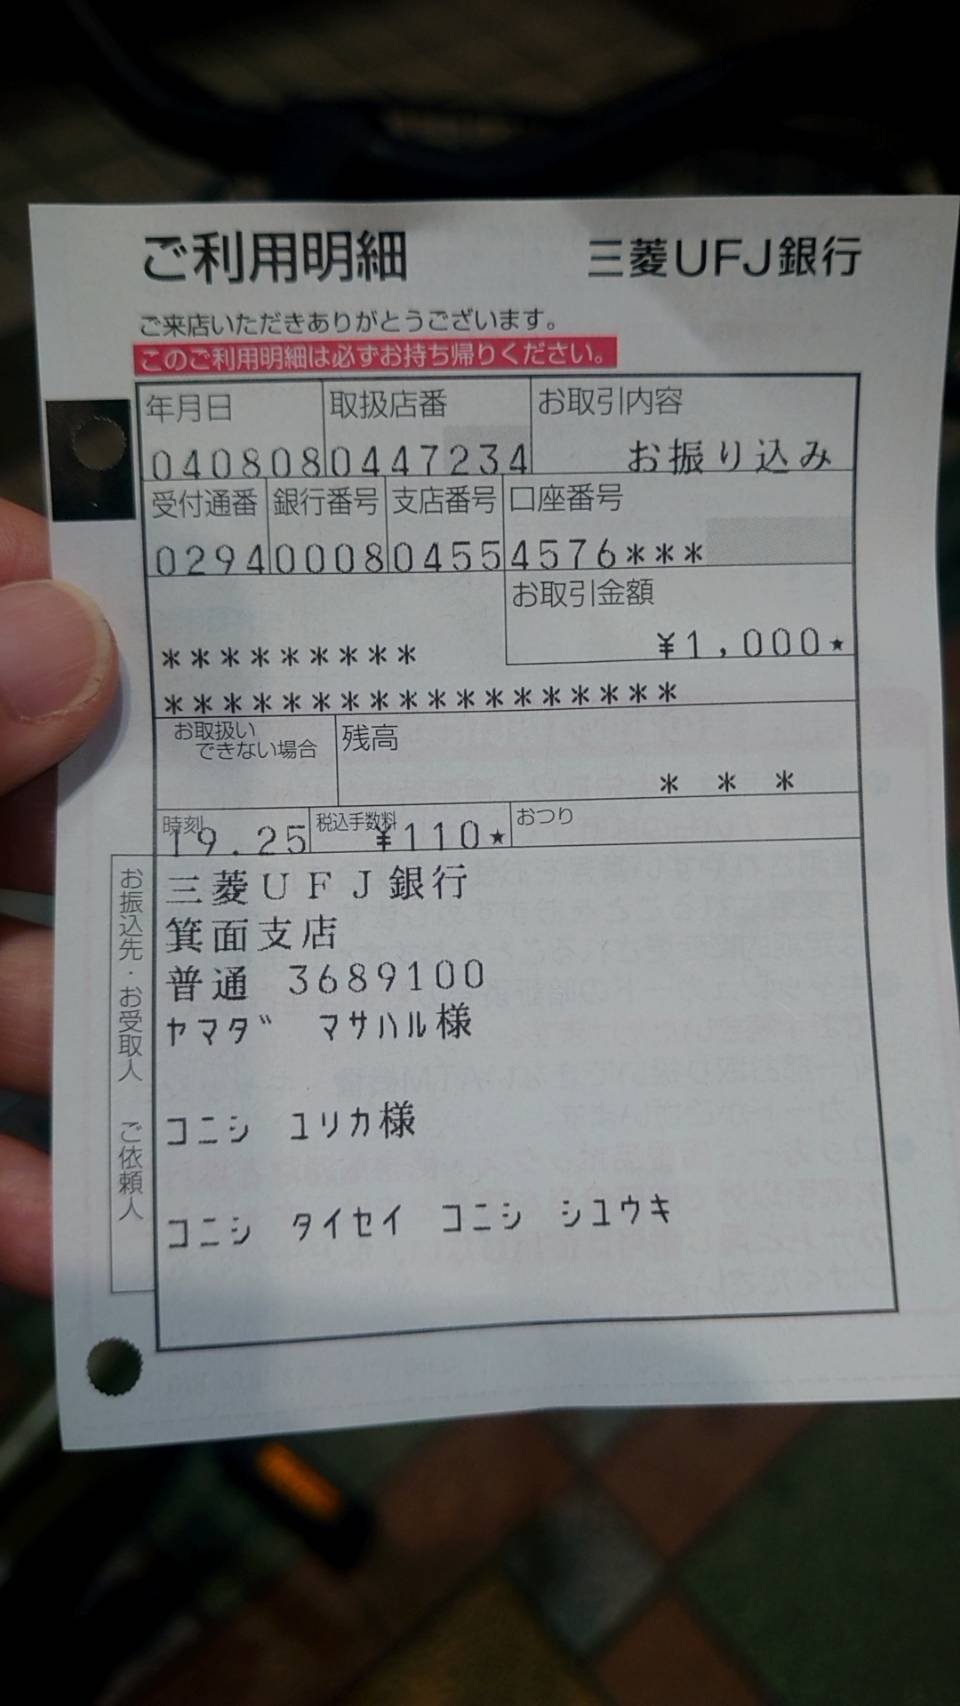 ご利用明細 三菱UFJ銀行
ご来店いただきありがとうございます。
このご利用明細は必ずお持ち帰りください。
年月日 取扱店番 お取引内容
040808 0447234 お振り込み
受付通番 銀行番号 支店番号 口座番号
0294 0008 0455 4576***
お取引金額
********* ¥1,000★
******************
お取扱いできない場合 残高
* * *
時刻 税込手数料 おつり
19.25 ¥110★
お振込先・お受取人 ご依頼人
三菱UFJ銀行
箕面支店
普通 3689100
ヤマダ゛ マサハル様
コニシ ユリカ様
コニシ タイセイ コニシ シユウキ